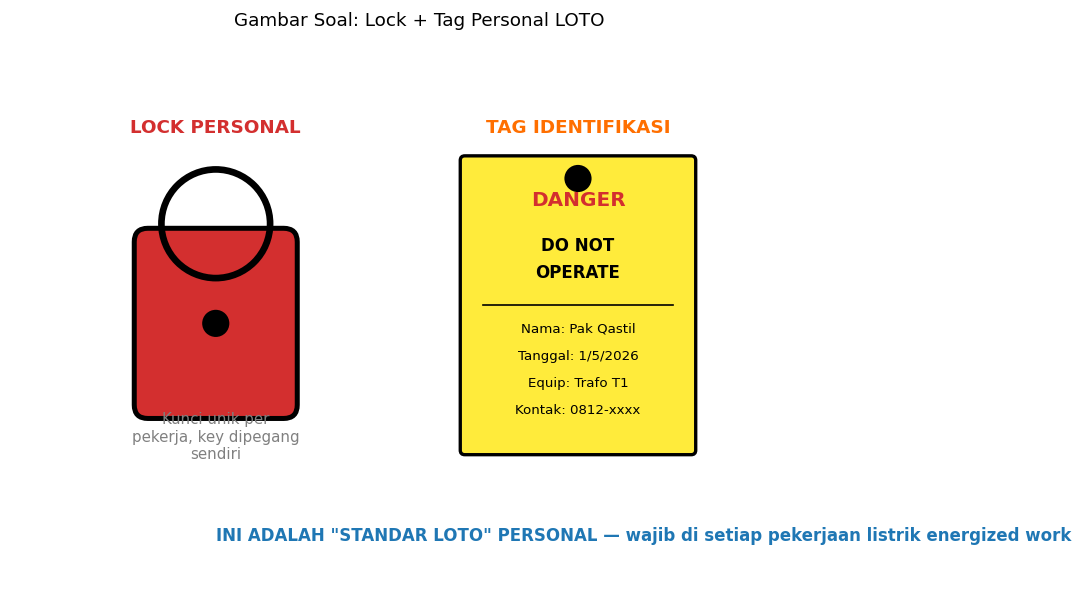 Gambar Soal: Lock + Tag Personal LOTO
LOCK PERSONAL
Kunci unik per
pekerja, key dipegang
sendiri
TAG IDENTIFIKASI
DANGER
DO NOT
OPERATE
Nama: Pak Qastil
Tanggal: 1/5/2026
Equip: Trafo T1
Kontak: 0812-xxxx
INI ADALAH "STANDAR LOTO" PERSONAL — wajib di setiap pekerjaan listrik energized work